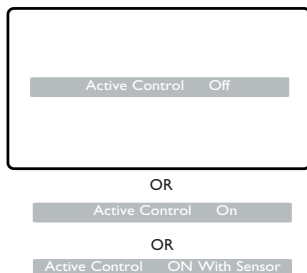 Active Control Off
OR
Active Control On
OR
Active Control ON With Sensor